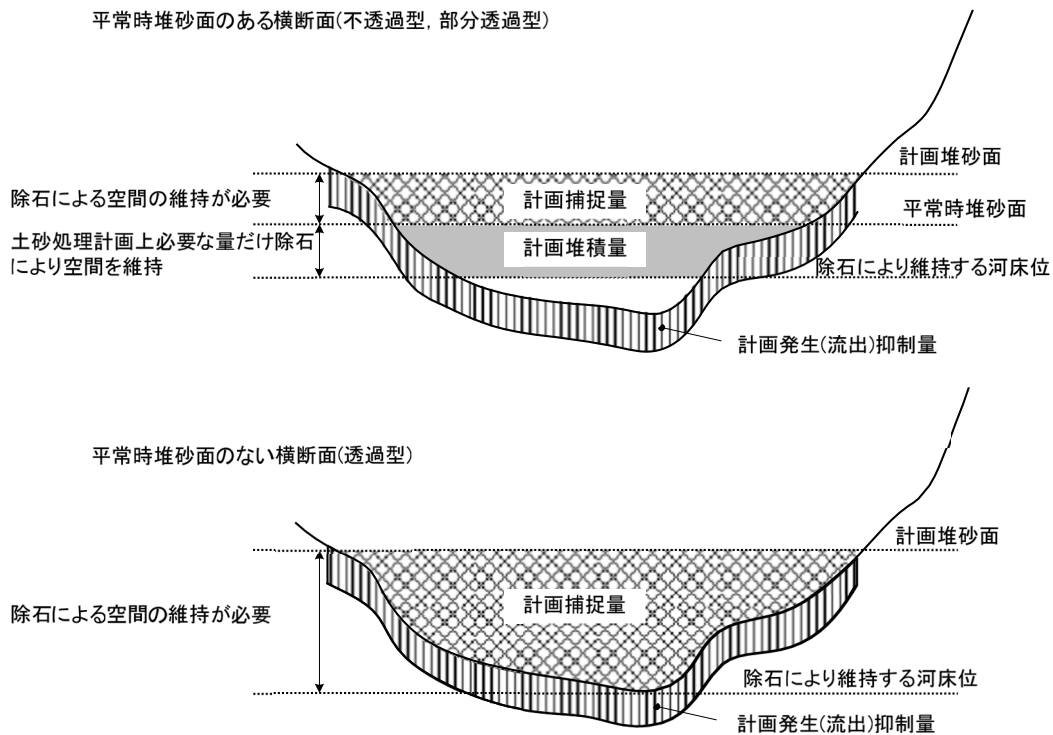 平常時堆砂面のある横断面(不透過型, 部分透過型)
計画堆砂面
除石による空間の維持が必要
計画捕捉量
平常時堆砂面
土砂処理計画上必要な量だけ除石
により空間を維持
計画堆積量
除石により維持する河床位
計画発生(流出)抑制量
平常時堆砂面のない横断面(透過型)
計画堆砂面
除石による空間の維持が必要
計画捕捉量
除石により維持する河床位
計画発生(流出)抑制量